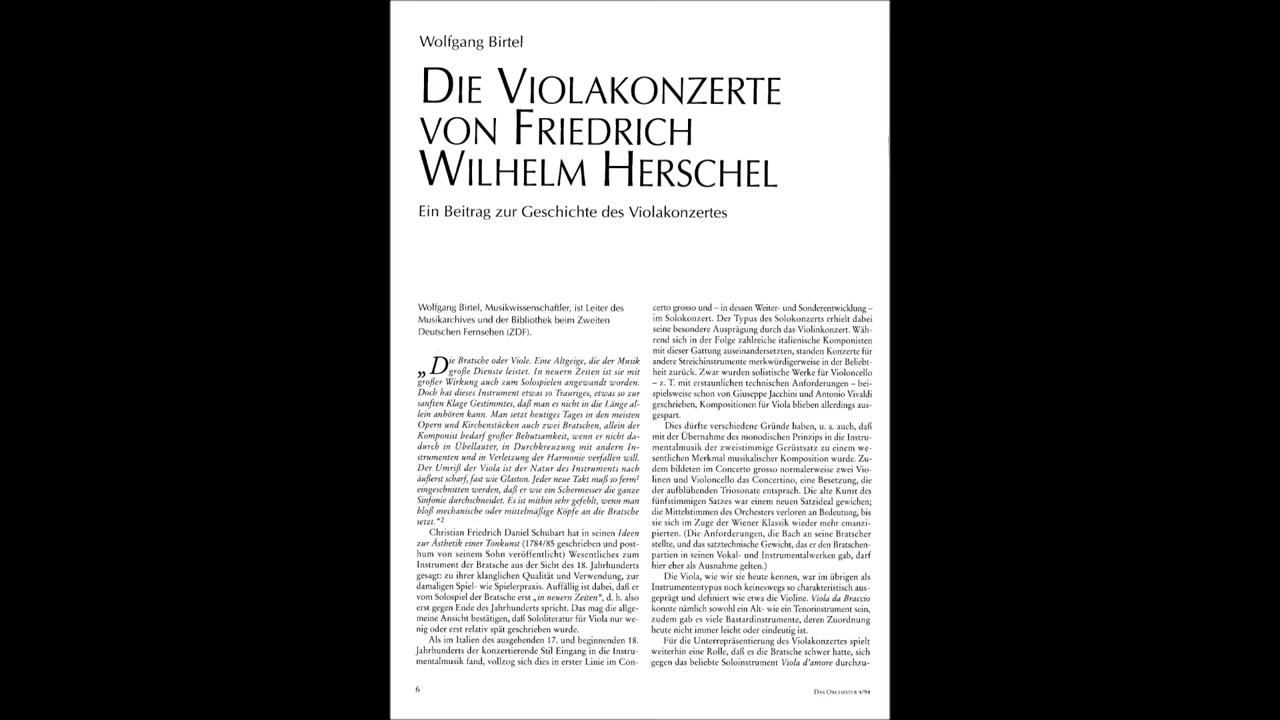 Wolfgang Birtel
DIE VIOLAKONZERTE
VON FRIEDRICH
WILHELM HERSCHEL
Ein Beitrag zur Geschichte des Violakonzertes
Wolfgang Birtel, Musikwissenschaftler, ist Leiter des
Musikarchives und der Bibliothek beim Zweiten
Deutschen Fernsehen (ZDF).
„Die Bratsche oder Viole. Eine Altgeige, die der Musik
große Dienste leistet. In neuern Zeiten ist sie mit
großer Wirkung auch zum Solospielen angewandt worden.
Doch hat dieses Instrument etwas so Trauriges, etwas so zur
sanften Klage Gestimmtes, daß man es nicht in die Länge al-
lein anhören kann. Man setzt heutiges Tages in den meisten
Opern und Kirchenstücken auch zwei Bratschen, allein der
Komponist bedarf großer Behutsamkeit, wenn er nicht da-
durch in Übellauter, in Durchkreuzung mit andern In-
strumenten und in Verletzung der Harmonie verfallen will.
Der Umriß der Viola ist der Natur des Instruments nach
äußerst scharf, fast wie Glaston. Jeder neue Takt muß so ferm¹
eingeschnitten werden, daß er wie ein Schermesser die ganze
Sinfonie durchschneidet. Es ist mithin sehr gefehlt, wenn man
bloß mechanische oder mittelmäßige Köpfe an die Bratsche
setzt."²
Christian Friedrich Daniel Schubart hat in seinen Ideen
zur Ästhetik einer Tonkunst (1784/85 geschrieben und post-
hum von seinem Sohn veröffentlicht) Wesentliches zum
Instrument der Bratsche aus der Sicht des 18. Jahrhunderts
gesagt: zu ihrer klanglichen Qualität und Verwendung, zur
damaligen Spiel- wie Spielerpraxis. Auffällig ist dabei, daß er
vom Solospiel der Bratsche erst „in neuern Zeiten", d. h. also
erst gegen Ende des Jahrhunderts spricht. Das mag die allge-
meine Ansicht bestätigen, daß Sololiteratur für Viola nur we-
nig oder erst relativ spät geschrieben wurde.
Als im Italien des ausgehenden 17. und beginnenden 18.
Jahrhunderts der konzertierende Stil Eingang in die Instru-
mentalmusik fand, vollzog sich dies in erster Linie im Con-
certo grosso und – in dessen Weiter- und Sonderentwicklung –
im Solokonzert. Der Typus des Solokonzerts erhielt dabei
seine besondere Ausprägung durch das Violinkonzert. Wäh-
rend sich in der Folge zahlreiche italienische Komponisten
mit dieser Gattung auseinandersetzten, standen Konzerte für
andere Streichinstrumente merkwürdigerweise in der Beliebt-
heit zurück. Zwar wurden solistische Werke für Violoncello
– z. T. mit erstaunlichen technischen Anforderungen – bei-
spielsweise schon von Giuseppe Jacchini und Antonio Vivaldi
geschrieben, Kompositionen für Viola blieben allerdings aus-
gespart.
Dies dürfte verschiedene Gründe haben, u. a. auch, daß
mit der Übernahme des monodischen Prinzips in die Instru-
mentalmusik der zweistimmige Gerüstsatz zu einem we-
sentlichen Merkmal musikalischer Komposition wurde. Zu-
dem bildeten im Concerto grosso normalerweise zwei Vio-
linen und Violoncello das Concertino, eine Besetzung, die
der aufblühenden Triosonate entsprach. Die alte Kunst des
fünfstimmigen Satzes war einem neuen Satzideal gewichen;
die Mittelstimmen des Orchesters verloren an Bedeutung, bis
sie sich im Zuge der Wiener Klassik wieder mehr emanzi-
pierten. (Die Anforderungen, die Bach an seine Bratscher
stellte, und das satztechnische Gewicht, das er den Bratschen-
partien in seinen Vokal- und Instrumentalwerken gab, darf
hier eher als Ausnahme gelten.)
Die Viola, wie wir sie heute kennen, war im übrigen als
Instrumententypus noch keineswegs so charakteristisch aus-
geprägt und definiert wie etwa die Violine. Viola da Braccio
konnte nämlich sowohl ein Alt- wie ein Tenorinstrument sein,
zudem gab es viele Bastardinstrumente, deren Zuordnung
heute nicht immer leicht oder eindeutig ist.
Für die Unterrepräsentierung des Violakonzertes spielt
weiterhin eine Rolle, daß es die Bratsche schwer hatte, sich
gegen das beliebte Soloinstrument Viola d'amore durchzu-
6
DAS ORCHESTER 4/94